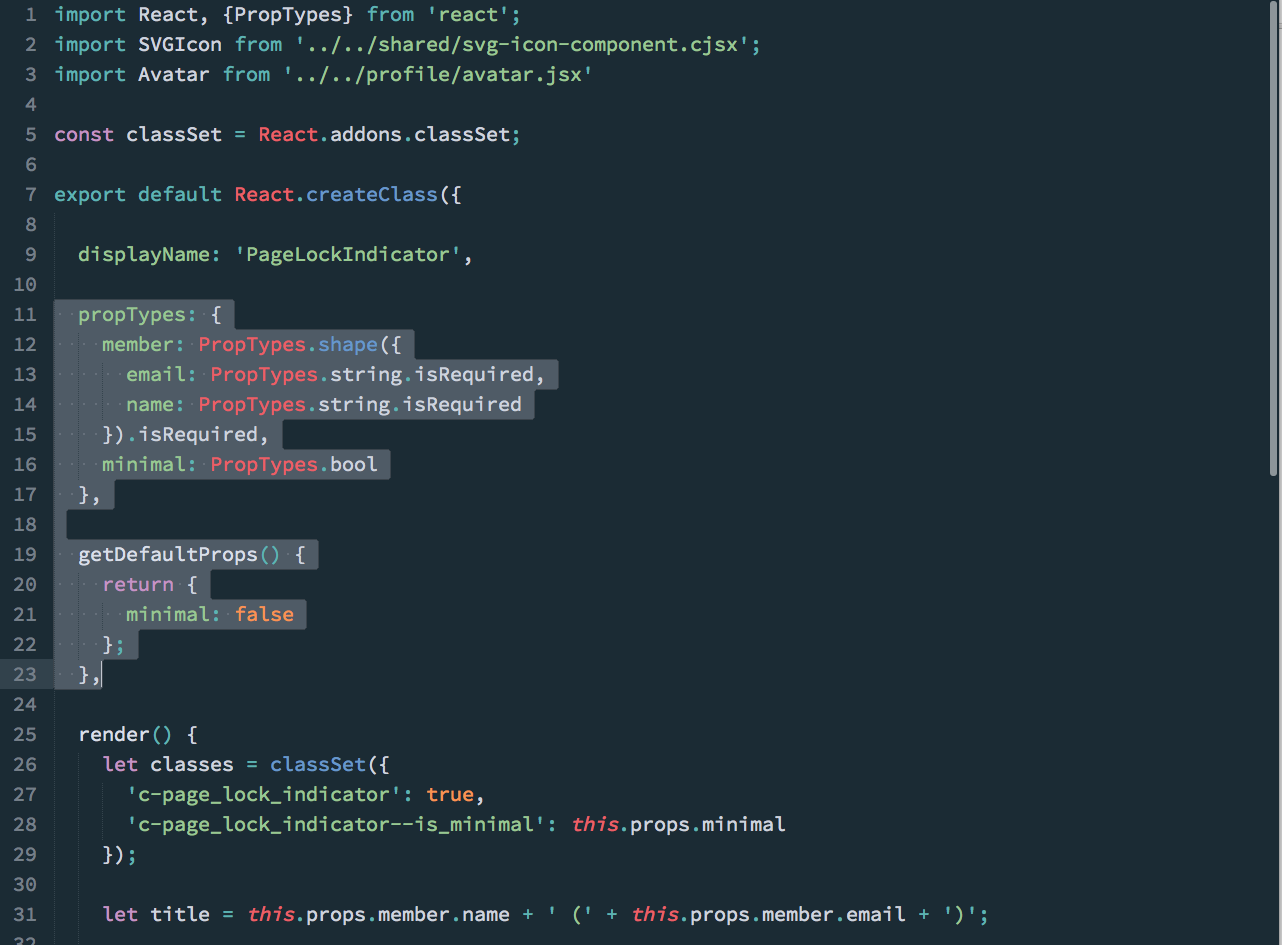 1 import React, {PropTypes} from 'react';
2 import SVGIcon from '../../shared/svg-icon-component.cjsx';
3 import Avatar from '../../profile/avatar.jsx'
4
5 const classSet = React.addons.classSet;
6
7 export default React.createClass({
8
9   displayName: 'PageLockIndicator',
10
11   propTypes: {
12     member: PropTypes.shape({
13       email: PropTypes.string.isRequired,
14       name: PropTypes.string.isRequired
15     }).isRequired,
16     minimal: PropTypes.bool
17   },
18
19   getDefaultProps() {
20     return {
21       minimal: false
22     };
23   },
24
25   render() {
26     let classes = classSet({
27       'c-page_lock_indicator': true,
28       'c-page_lock_indicator--is_minimal': this.props.minimal
29     });
30
31     let title = this.props.member.name + ' (' + this.props.member.email + ')';
32